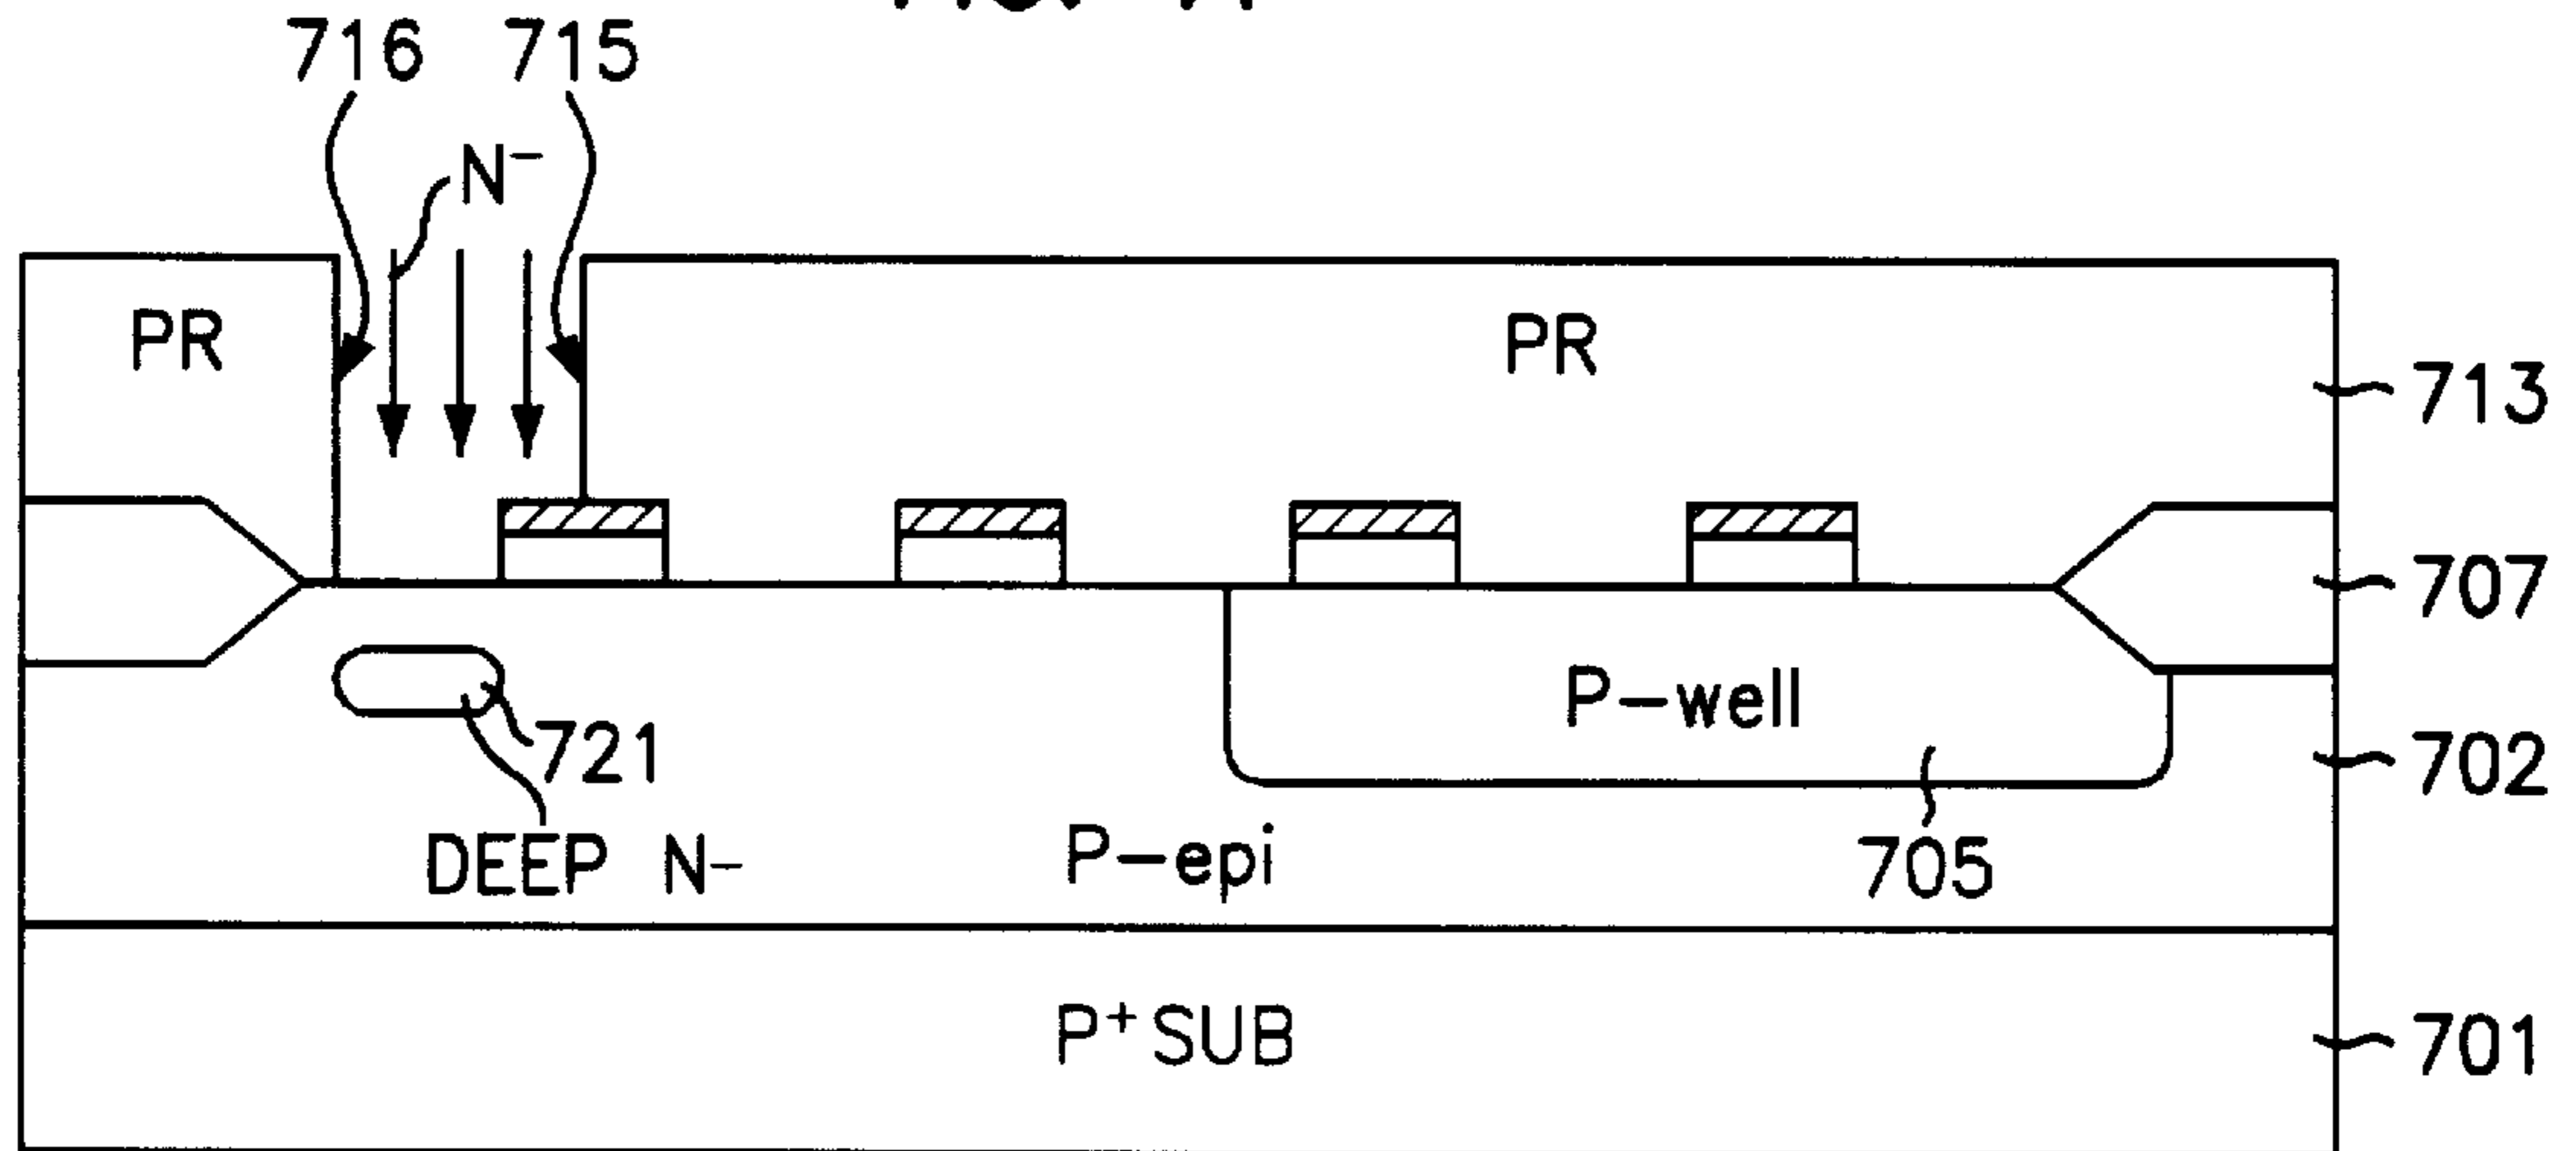 716 715
N⁻
PR PR
713
707
P-well
721
702
DEEP N-
P-epi
705
P⁺ SUB
701